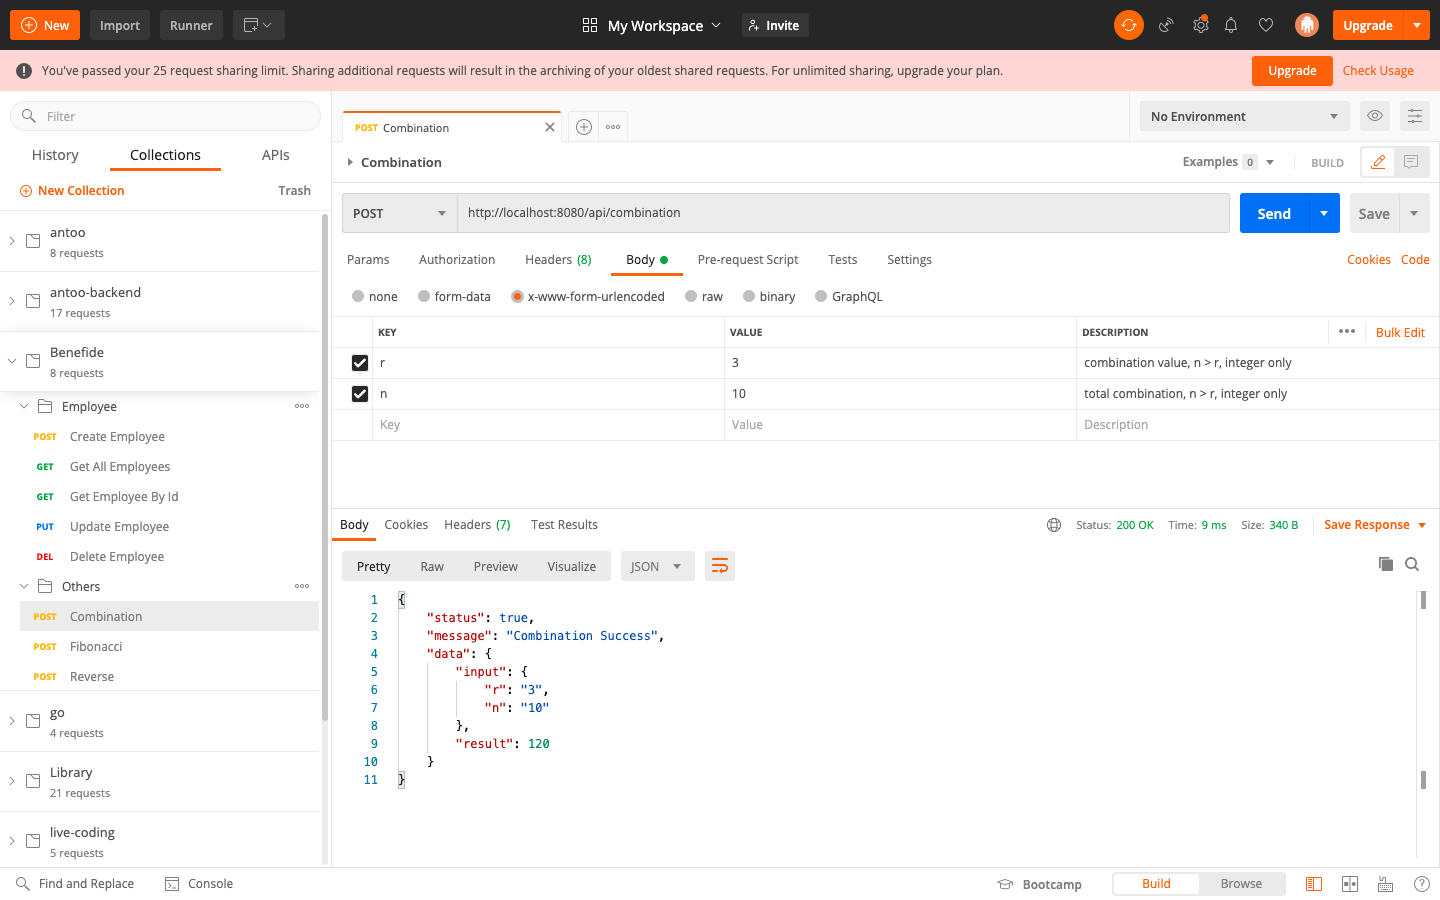 New
Import
Runner
My Workspace
Invite
Upgrade
You've passed your 25 request sharing limit. Sharing additional requests will result in the archiving of your oldest shared requests. For unlimited sharing, upgrade your plan.
Upgrade
Check Usage
Filter
History
Collections
APIs
New Collection
Trash
antoo
8 requests
antoo-backend
17 requests
Benefide
8 requests
Employee
POST Create Employee
GET Get All Employees
GET Get Employee By Id
PUT Update Employee
DEL Delete Employee
Others
POST Combination
POST Fibonacci
POST Reverse
go
4 requests
Library
21 requests
live-coding
5 requests
POST Combination
No Environment
Combination
Examples 0
BUILD
POST
http://localhost:8080/api/combination
Send
Save
Params
Authorization
Headers (8)
Body
Pre-request Script
Tests
Settings
Cookies
Code
none
form-data
x-www-form-urlencoded
raw
binary
GraphQL
KEY VALUE DESCRIPTION
Bulk Edit
r 3 combination value, n > r, integer only
n 10 total combination, n > r, integer only
Key Value Description
Body
Cookies
Headers (7)
Test Results
Status: 200 OK
Time: 9 ms
Size: 340 B
Save Response
Pretty
Raw
Preview
Visualize
JSON
1 {
2 "status": true,
3 "message": "Combination Success",
4 "data": {
5 "input": {
6 "r": "3",
7 "n": "10"
8 },
9 "result": 120
10 }
11 }
Find and Replace
Console
Bootcamp
Build
Browse